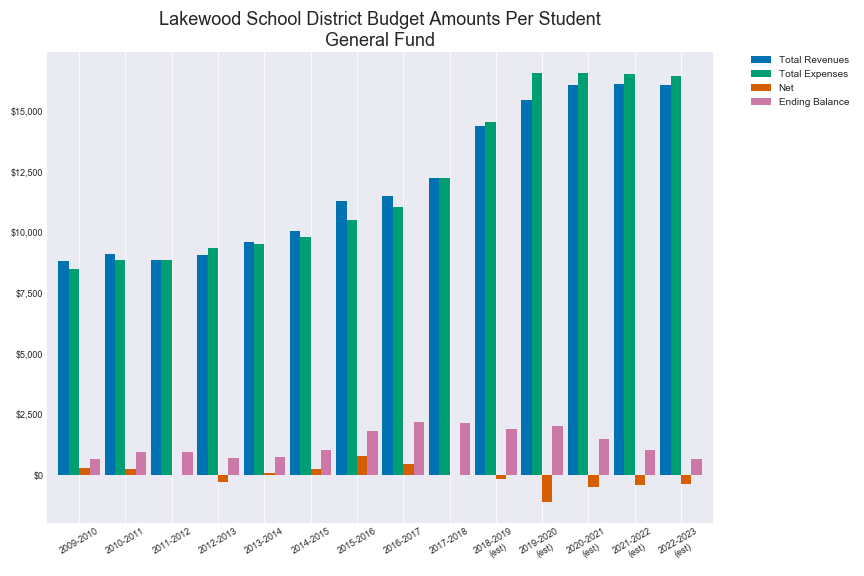 Lakewood School District Budget Amounts Per Student
General Fund
Total Revenues
Total Expenses
Net
Ending Balance
$15,000
$12,500
$10,000
$7,500
$5,000
$2,500
$0
2009-2010
2010-2011
2011-2012
2012-2013
2013-2014
2014-2015
2015-2016
2016-2017
2017-2018
2018-2019
(est)
2019-2020
(est)
2020-2021
(est)
2021-2022
(est)
2022-2023
(est)